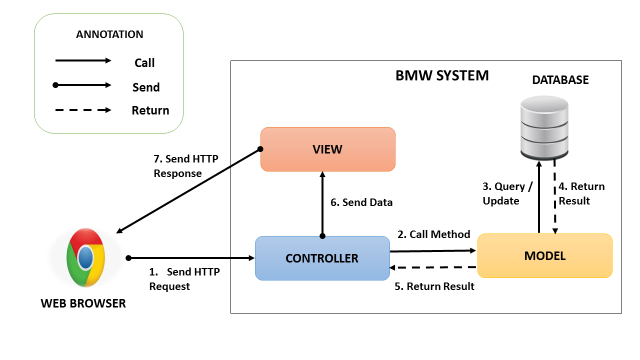 ANNOTATION
Call
Send
Return
BMW SYSTEM
DATABASE
VIEW
7. Send HTTP
Response
6. Send Data
3. Query /
Update
4. Return
Result
2. Call Method
CONTROLLER
MODEL
1. Send HTTP
Request
5. Return Result
WEB BROWSER